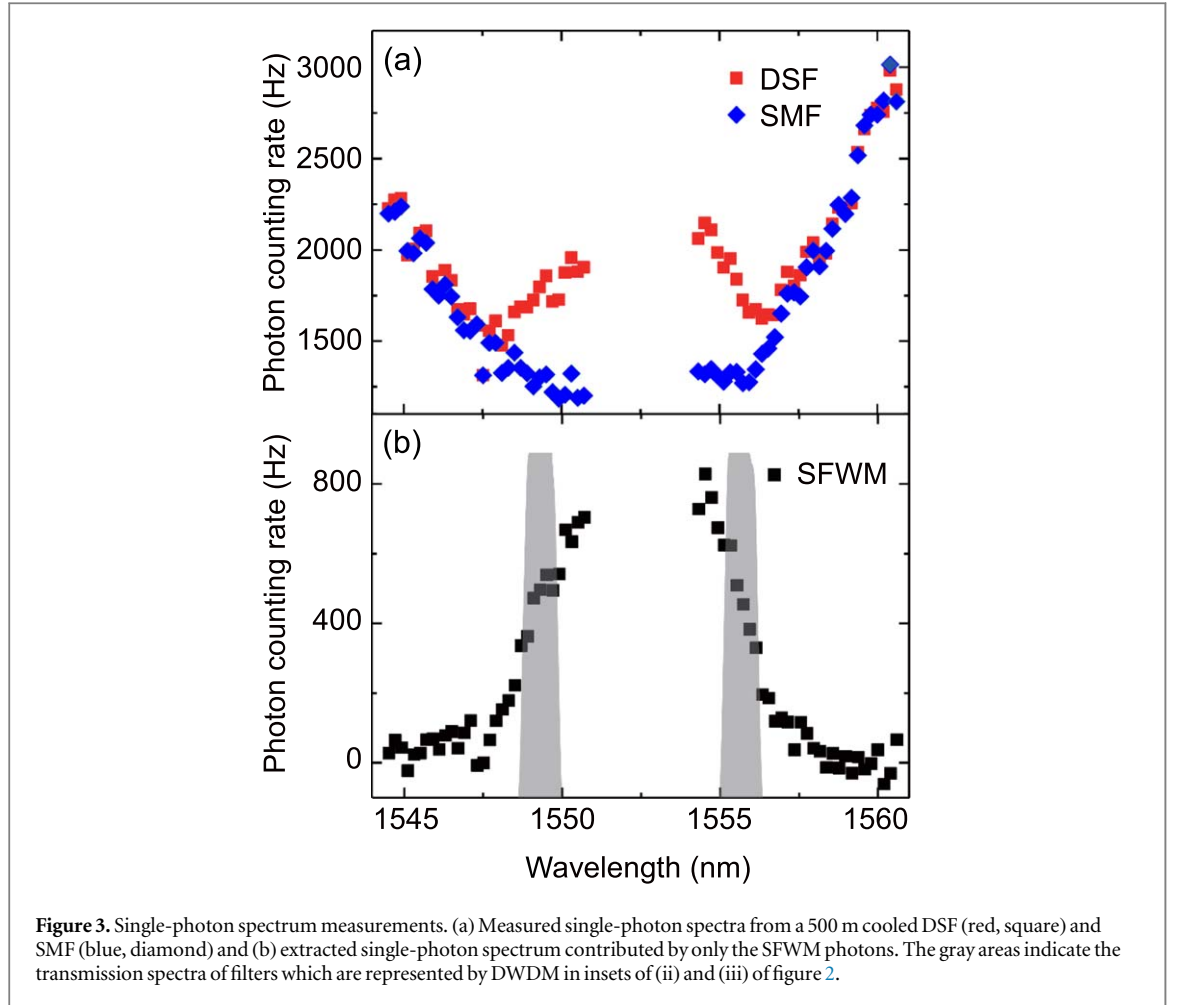 (a)
DSF
SMF
Photon counting rate (Hz)
3000
2500
2000
1500
(b)
SFWM
Photon counting rate (Hz)
800
400
0
1545 1550 1555 1560
Wavelength (nm)
Figure 3. Single-photon spectrum measurements. (a) Measured single-photon spectra from a 500 m cooled DSF (red, square) and
SMF (blue, diamond) and (b) extracted single-photon spectrum contributed by only the SFWM photons. The gray areas indicate the
transmission spectra of filters which are represented by DWDM in insets of (ii) and (iii) of figure 2.